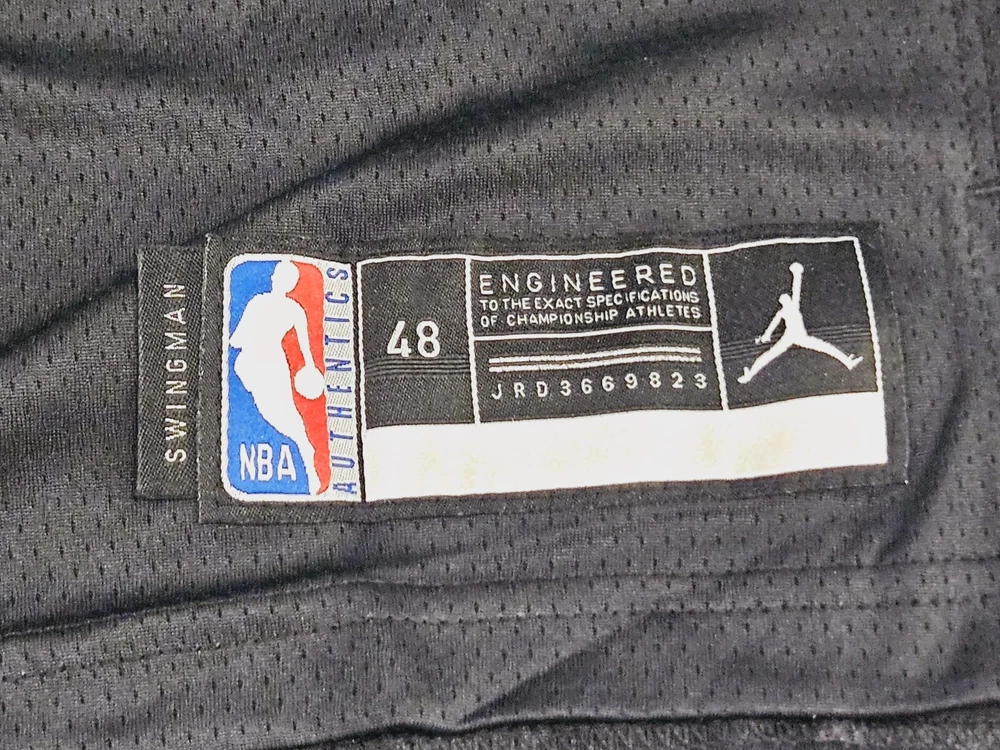 SWINGMAN
NBA
AUTHENTICS
48
ENGINEERED
TO THE EXACT SPECIFICATIONS
OF CHAMPIONSHIP ATHLETES
JRD3669823